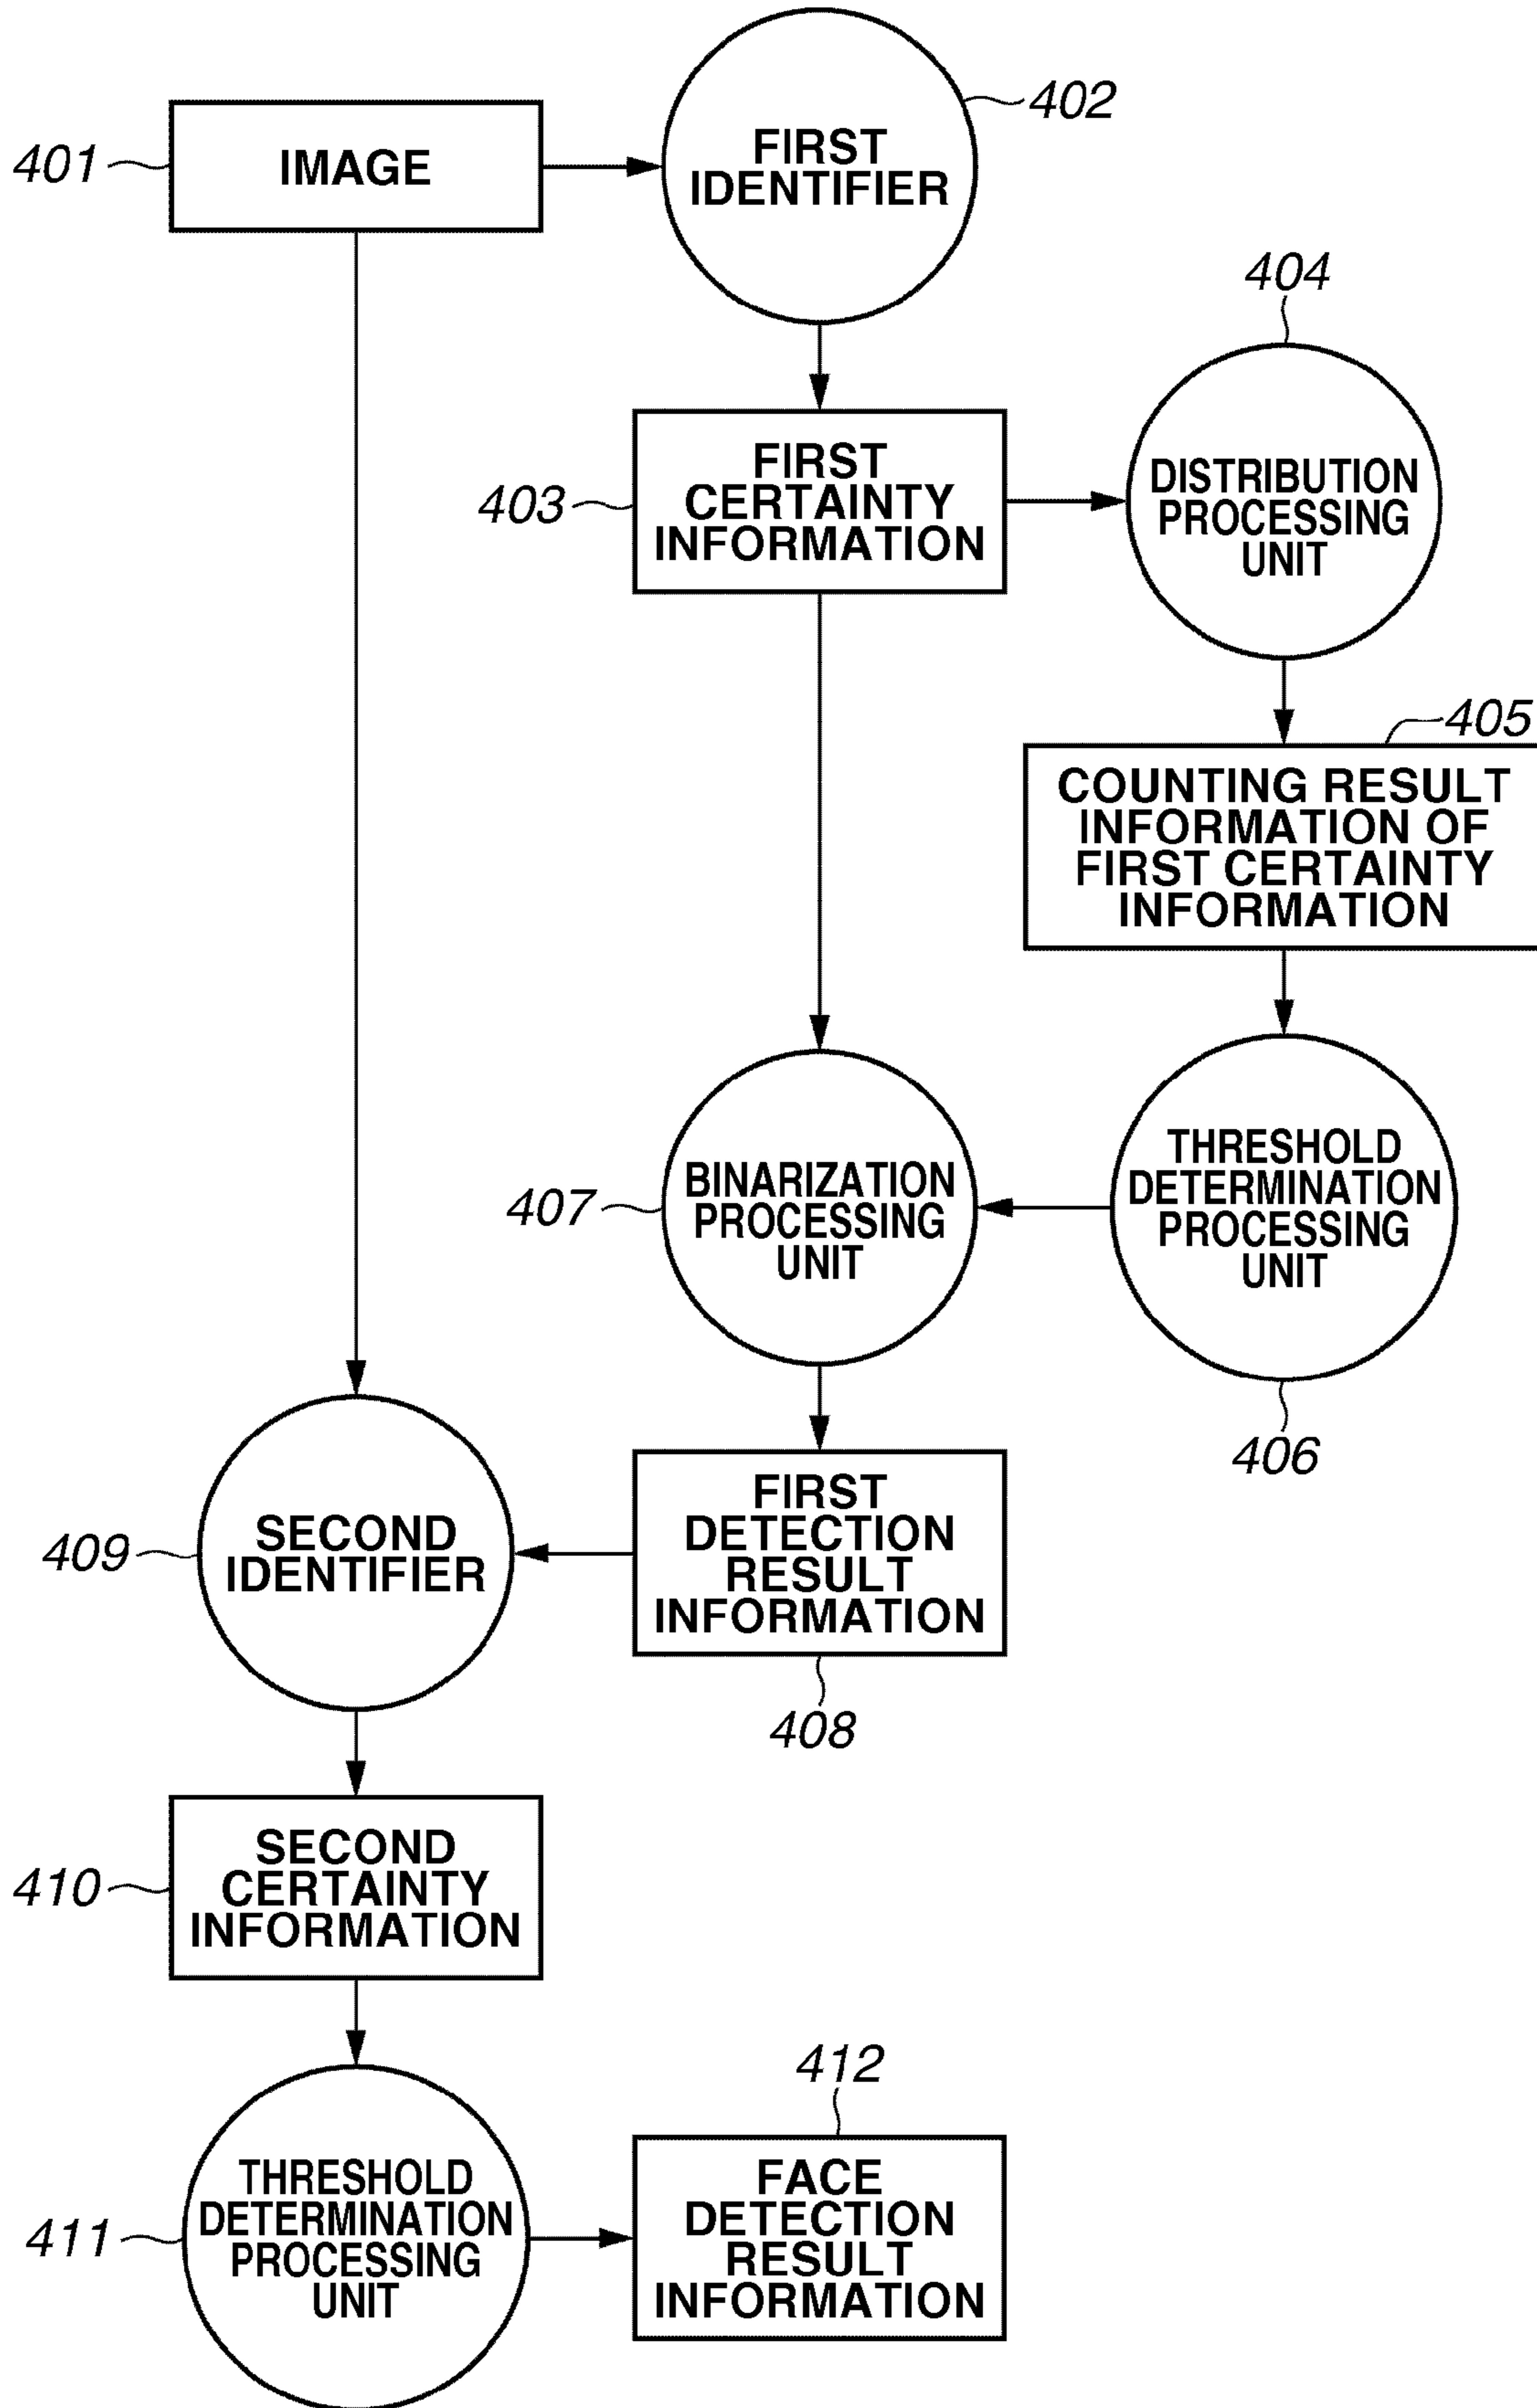 402
401
IMAGE
FIRST
IDENTIFIER
404
403
FIRST
CERTAINTY
INFORMATION
DISTRIBUTION
PROCESSING
UNIT
405
COUNTING RESULT
INFORMATION OF
FIRST CERTAINTY
INFORMATION
407
BINARIZATION
PROCESSING
UNIT
THRESHOLD
DETERMINATION
PROCESSING
UNIT
406
409
SECOND
IDENTIFIER
FIRST
DETECTION
RESULT
INFORMATION
408
410
SECOND
CERTAINTY
INFORMATION
412
411
THRESHOLD
DETERMINATION
PROCESSING
UNIT
FACE
DETECTION
RESULT
INFORMATION